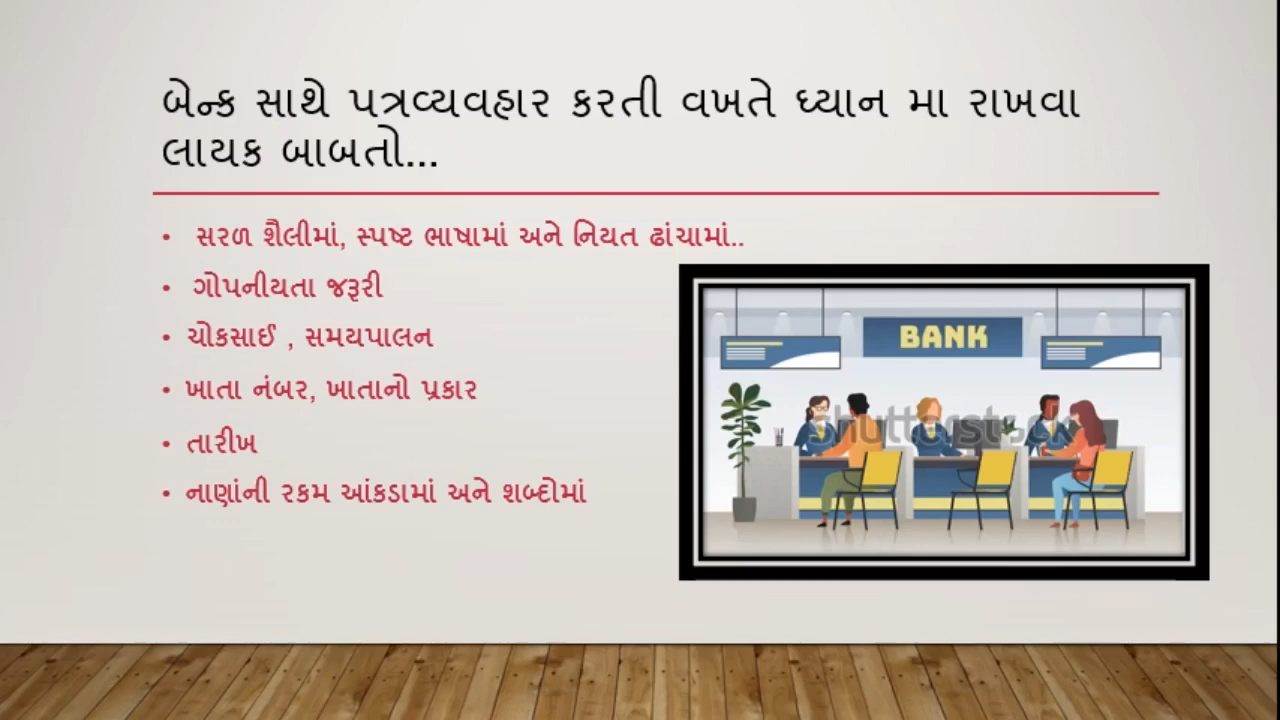 બેન્ક સાથે પત્રવ્યવહાર કરતી વખતે ધ્યાન મા રાખવા
લાયક બાબતો...
• સરળ શૈલીમાં, સ્પષ્ટ ભાષામાં અને નિયત ઢાંચામાં..
• ગોપનીયતા જરૂરી
• ચોકસાઈ , સમયપાલન
• ખાતા નંબર, ખાતાનો પ્રકાર
• તારીખ
• નાણાંની રકમ આંકડામાં અને શબ્દોમાં
BANK
shutterstock